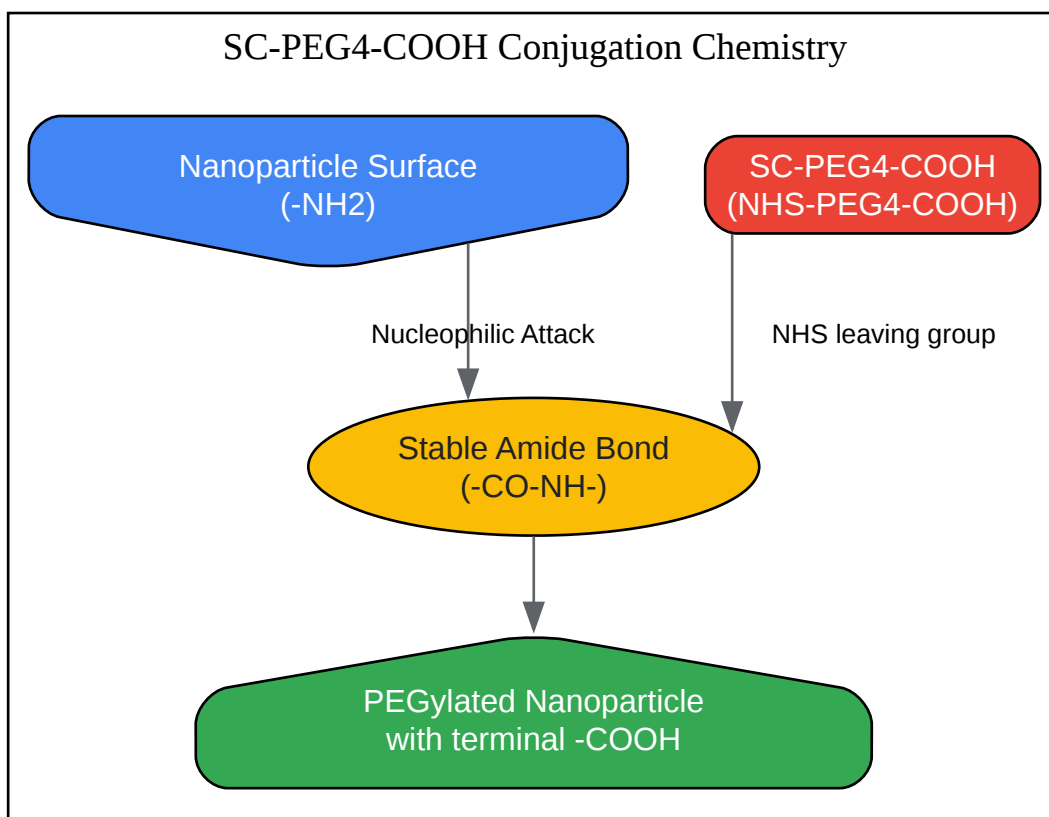 SC-PEG4-COOH Conjugation Chemistry
Nanoparticle Surface
(-NH2)
SC-PEG4-COOH
(NHS-PEG4-COOH)
Nucleophilic Attack
NHS leaving group
Stable Amide Bond
(-CO-NH-)
PEGylated Nanoparticle
with terminal -COOH